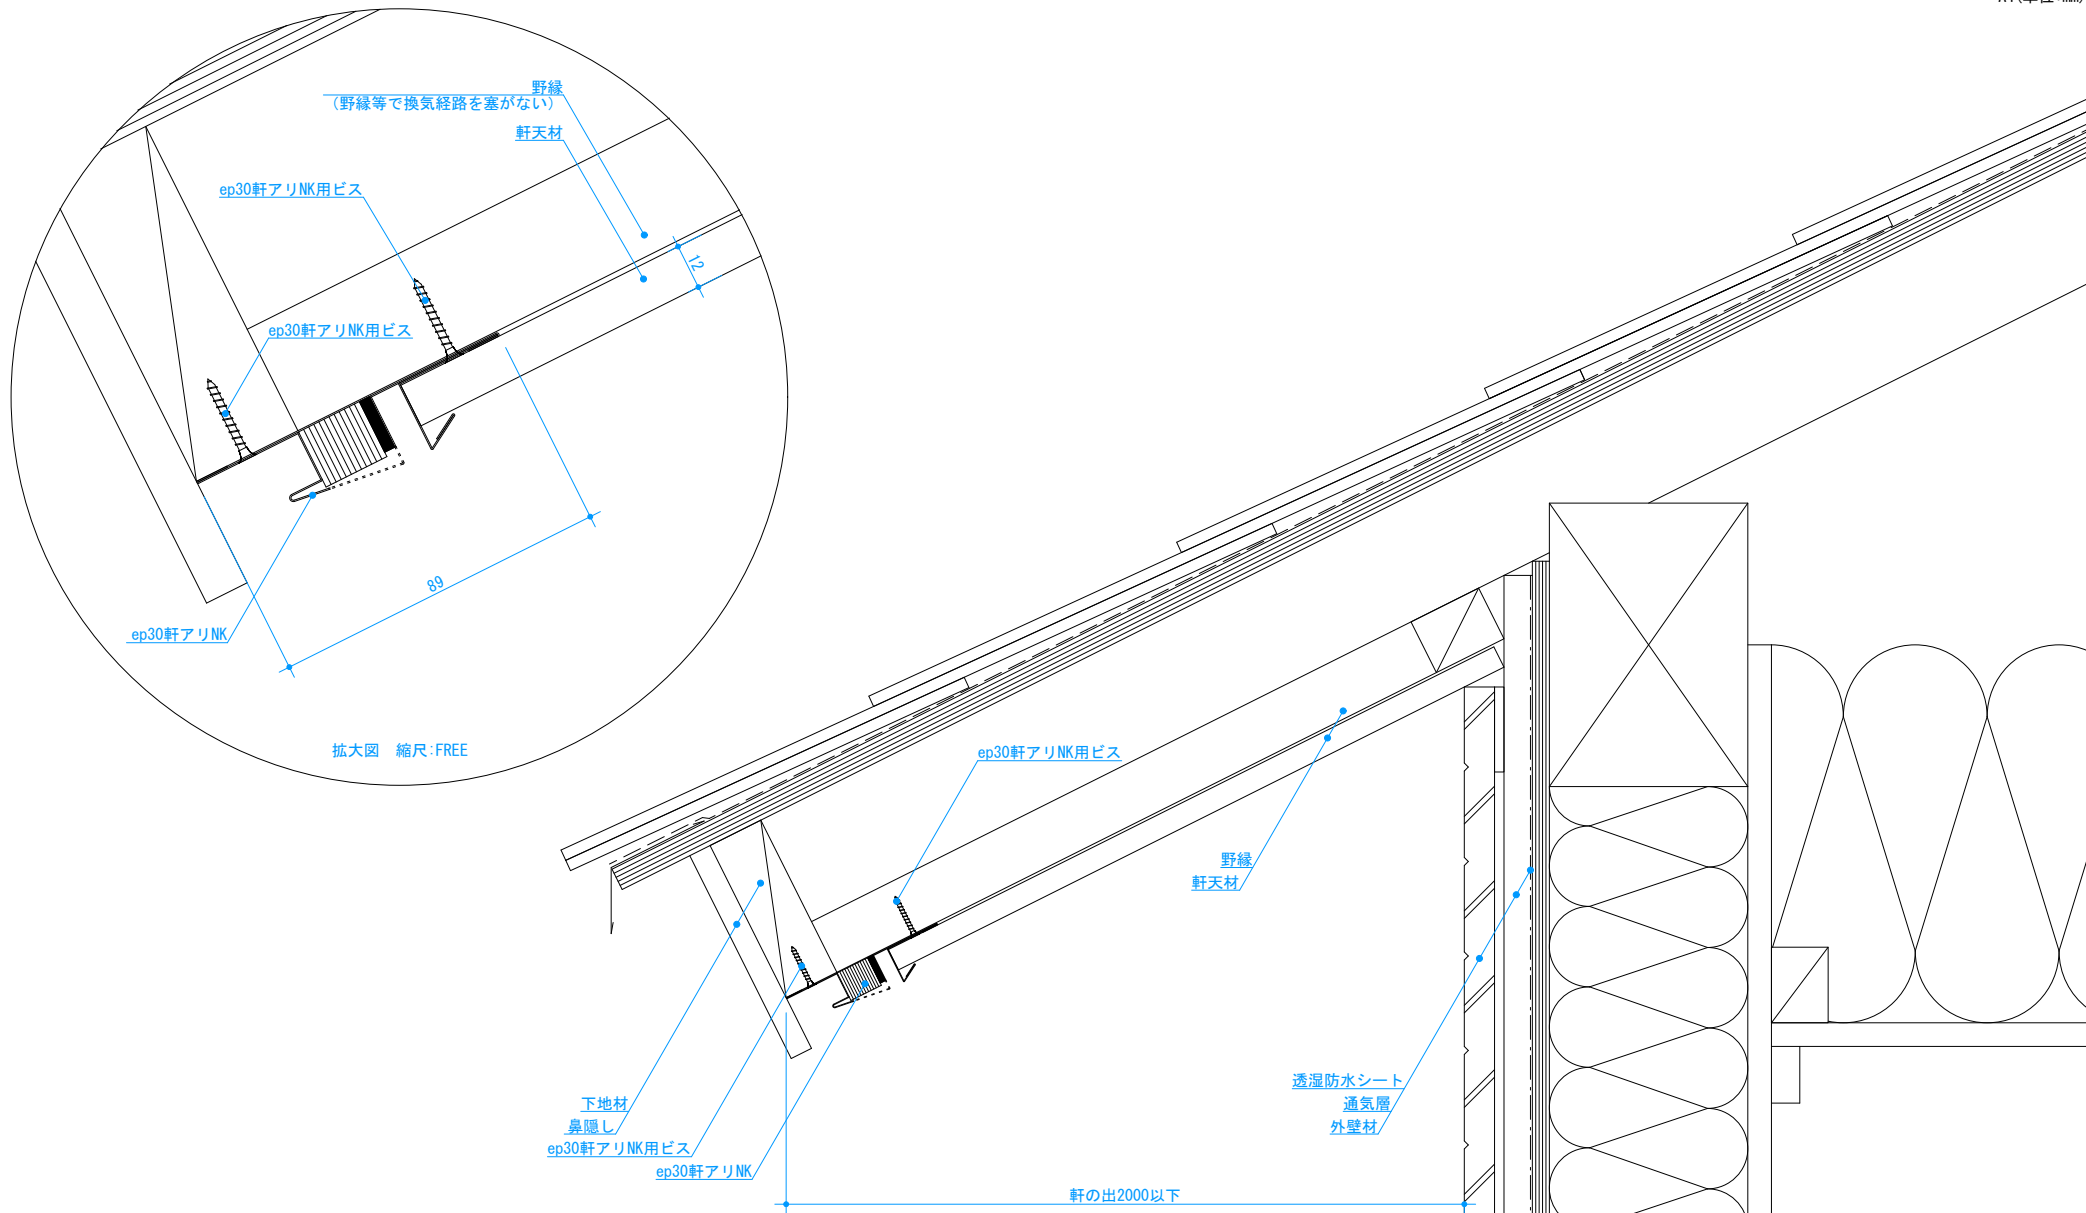 野縁
（野縁等で換気経路を塞がない）
軒天材
ep30軒アリNK用ビス
12
ep30軒アリNK用ビス
89
ep30軒アリNK
拡大図　縮尺:FREE
ep30軒アリNK用ビス
野縁
軒天材
透湿防水シート
通気層
外壁材
下地材
鼻隠し
ep30軒アリNK用ビス
ep30軒アリNK
軒の出2000以下